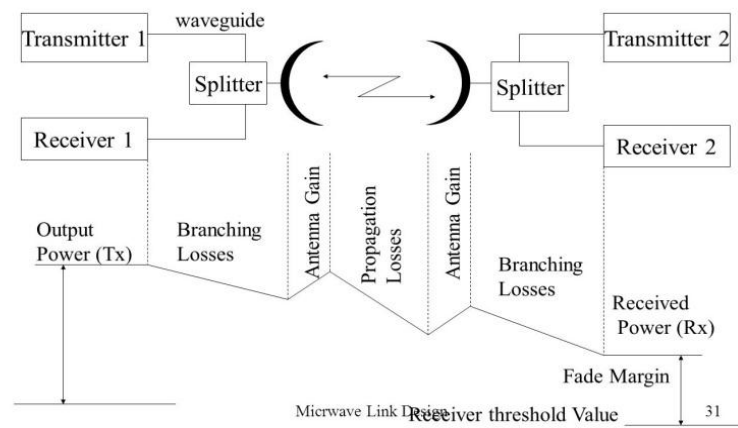 waveguide
Transmitter 1
Transmitter 2
Splitter
Splitter
Receiver 1
Receiver 2
Output
Power (Tx)
Branching
Losses
Antenna Gain
Propagation
Losses
Antenna Gain
Branching
Losses
Received
Power (Rx)
Fade Margin
Micrwave Link Design
Receiver threshold Value
31